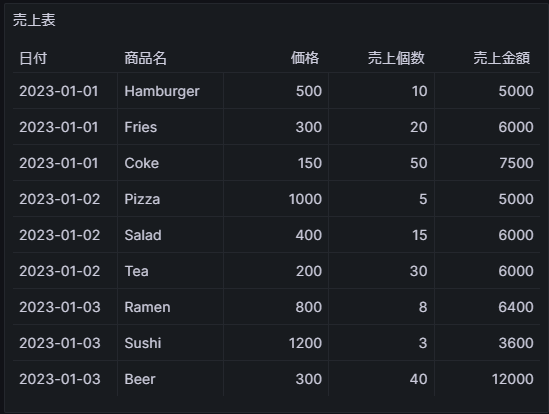 売上表
日付 商品名 価格 売上個数 売上金額
2023-01-01 Hamburger 500 10 5000
2023-01-01 Fries 300 20 6000
2023-01-01 Coke 150 50 7500
2023-01-02 Pizza 1000 5 5000
2023-01-02 Salad 400 15 6000
2023-01-02 Tea 200 30 6000
2023-01-03 Ramen 800 8 6400
2023-01-03 Sushi 1200 3 3600
2023-01-03 Beer 300 40 12000